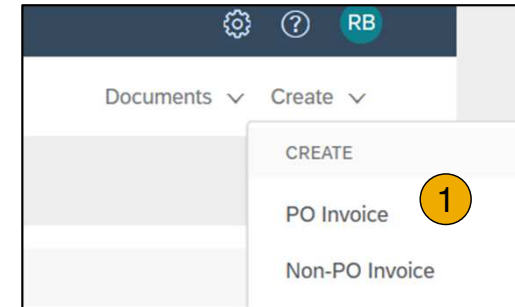 ? RB
Documents Create
CREATE
PO Invoice 1
Non-PO Invoice